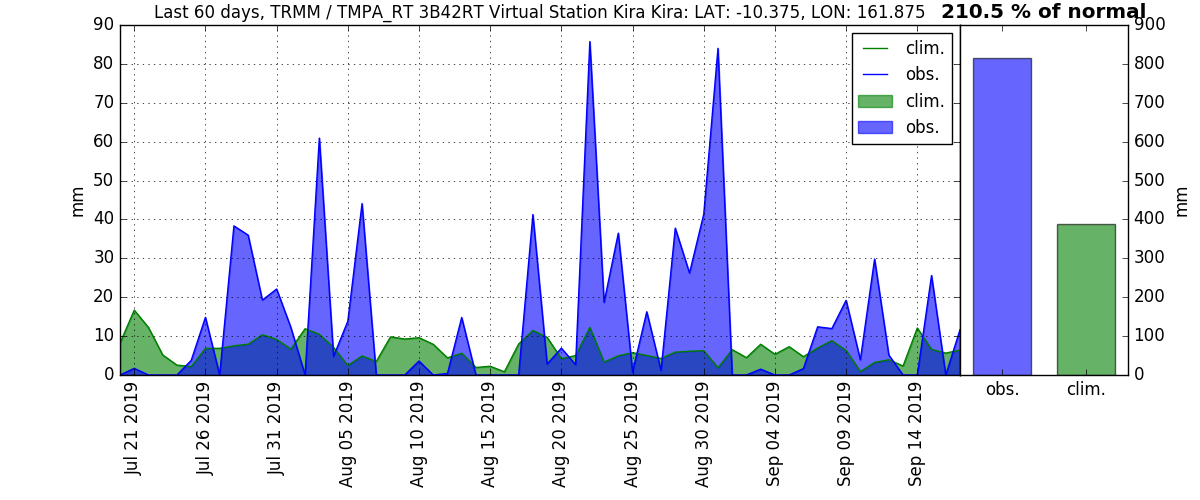 Last 60 days, TRMM / TMPA_RT 3B42RT Virtual Station Kira Kira: LAT: -10.375, LON: 161.875
210.5 % of normal
90
80
70
60
50
40
30
20
10
0
mm
clim.
obs.
clim.
obs.
Jul 21 2019
Jul 26 2019
Jul 31 2019
Aug 05 2019
Aug 10 2019
Aug 15 2019
Aug 20 2019
Aug 25 2019
Aug 30 2019
Sep 04 2019
Sep 09 2019
Sep 14 2019
900
800
700
600
500
400
300
200
100
0
mm
obs.
clim.